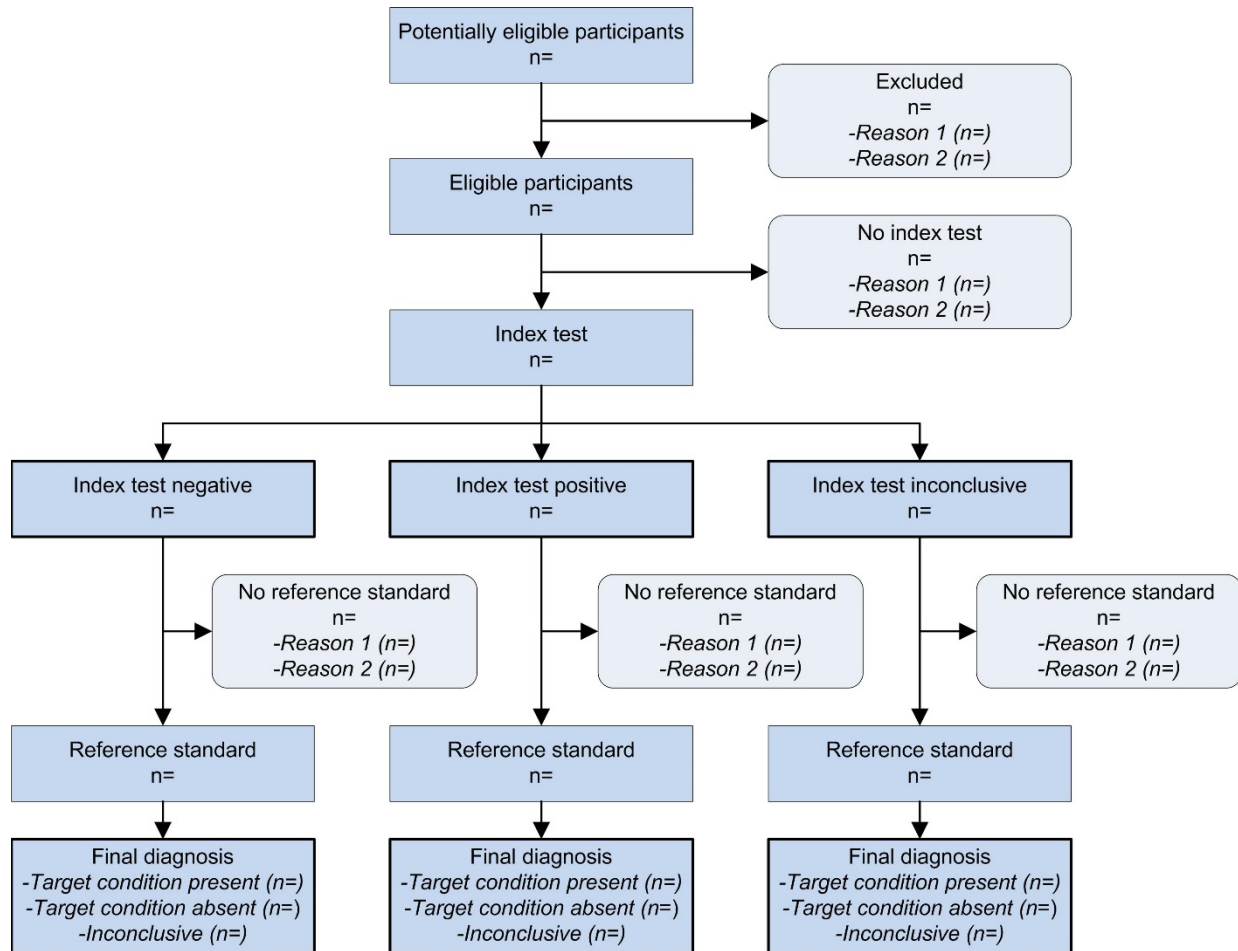 Potentially eligible participants
n=
Excluded
n=
-Reason 1 (n=)
-Reason 2 (n=)
Eligible participants
n=
No index test
n=
-Reason 1 (n=)
-Reason 2 (n=)
Index test
n=
Index test negative
n=
Index test positive
n=
Index test inconclusive
n=
No reference standard
n=
-Reason 1 (n=)
-Reason 2 (n=)
No reference standard
n=
-Reason 1 (n=)
-Reason 2 (n=)
No reference standard
n=
-Reason 1 (n=)
-Reason 2 (n=)
Reference standard
n=
Reference standard
n=
Reference standard
n=
Final diagnosis
-Target condition present (n=)
-Target condition absent (n=)
-Inconclusive (n=)
Final diagnosis
-Target condition present (n=)
-Target condition absent (n=)
-Inconclusive (n=)
Final diagnosis
-Target condition present (n=)
-Target condition absent (n=)
-Inconclusive (n=)